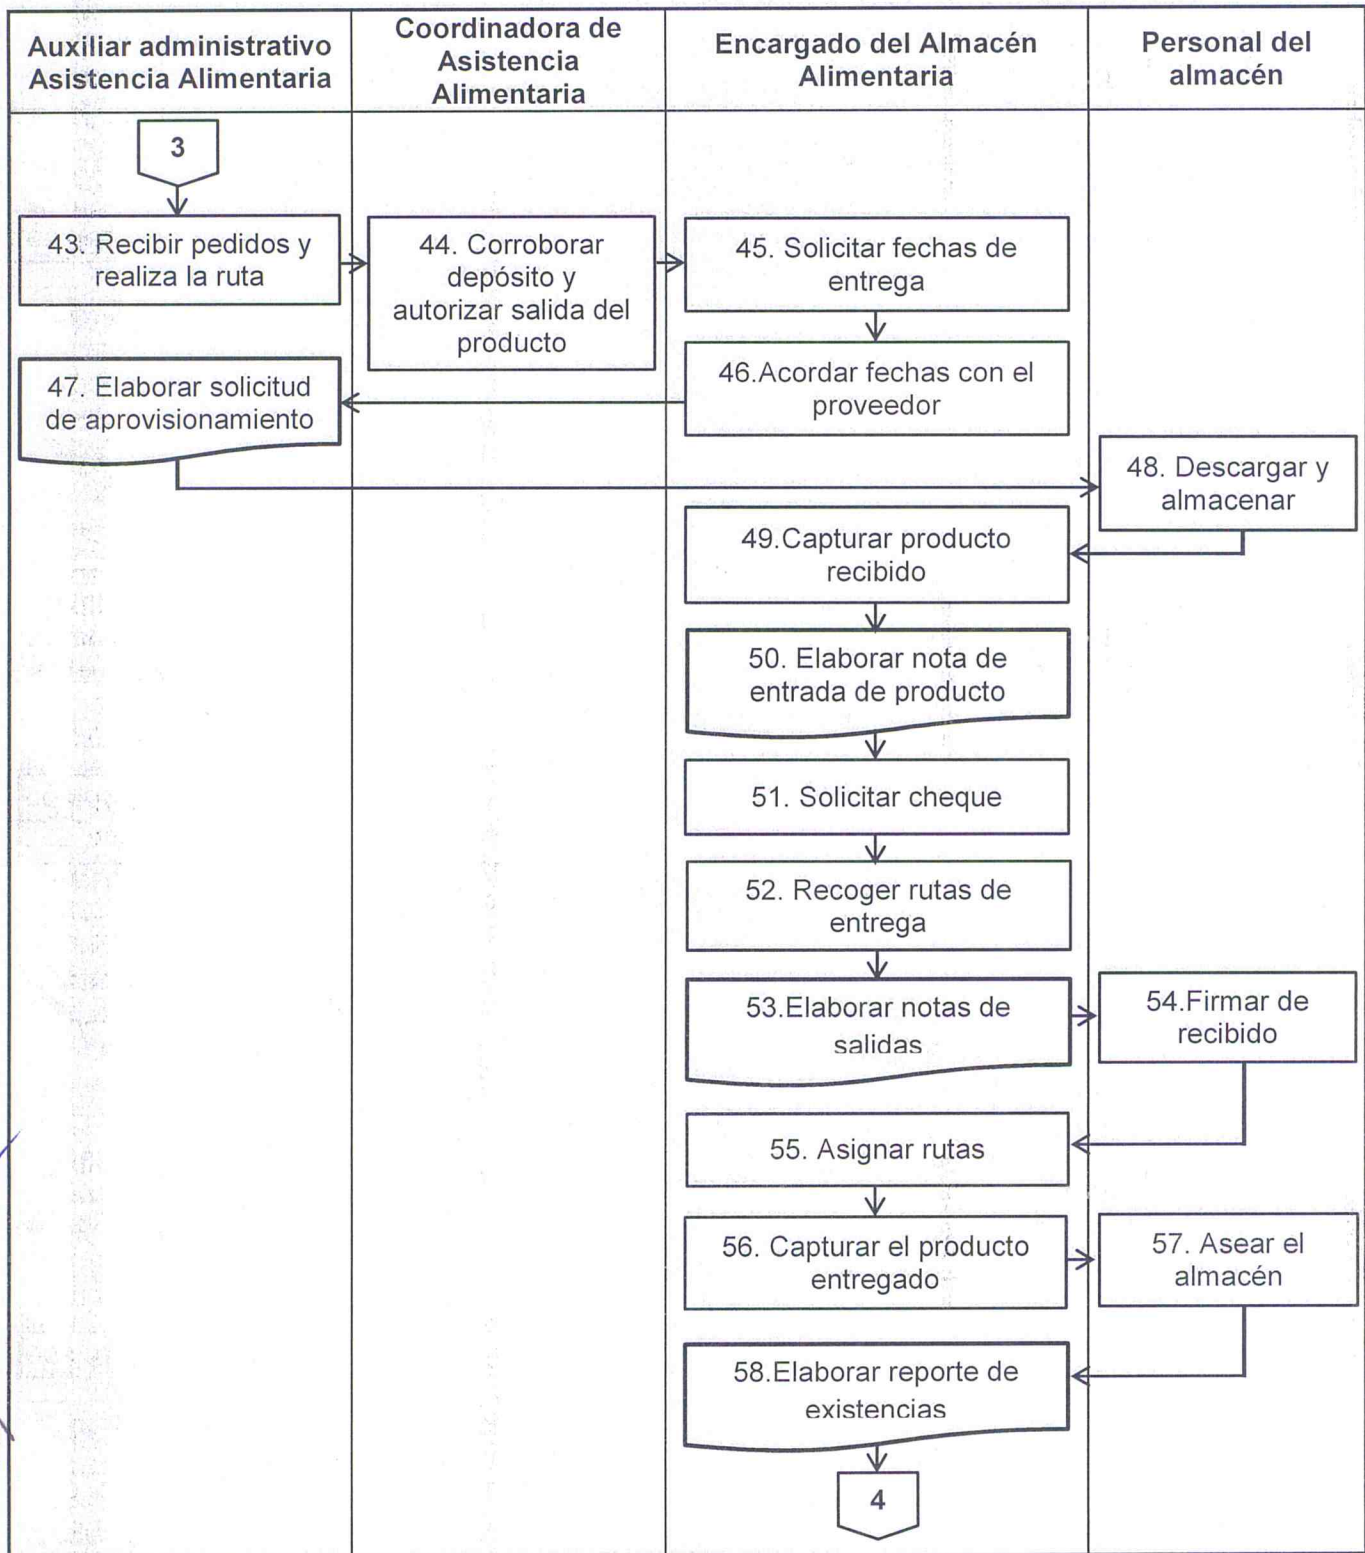 Auxiliar administrativo
Asistencia Alimentaria
Coordinadora de
Asistencia
Alimentaria
Encargado del Almacén
Alimentaria
Personal del
almacén
3
43. Recibir pedidos y
realiza la ruta
44. Corroborar
depósito y
autorizar salida del
producto
45. Solicitar fechas de
entrega
46.Acordar fechas con el
proveedor
47. Elaborar solicitud
de aprovisionamiento
48. Descargar y
almacenar
49.Capturar producto
recibido
50. Elaborar nota de
entrada de producto
51. Solicitar cheque
52. Recoger rutas de
entrega
53.Elaborar notas de
salidas
54.Firmar de
recibido
55. Asignar rutas
56. Capturar el producto
entregado
57. Asear el
almacén
58.Elaborar reporte de
existencias
4